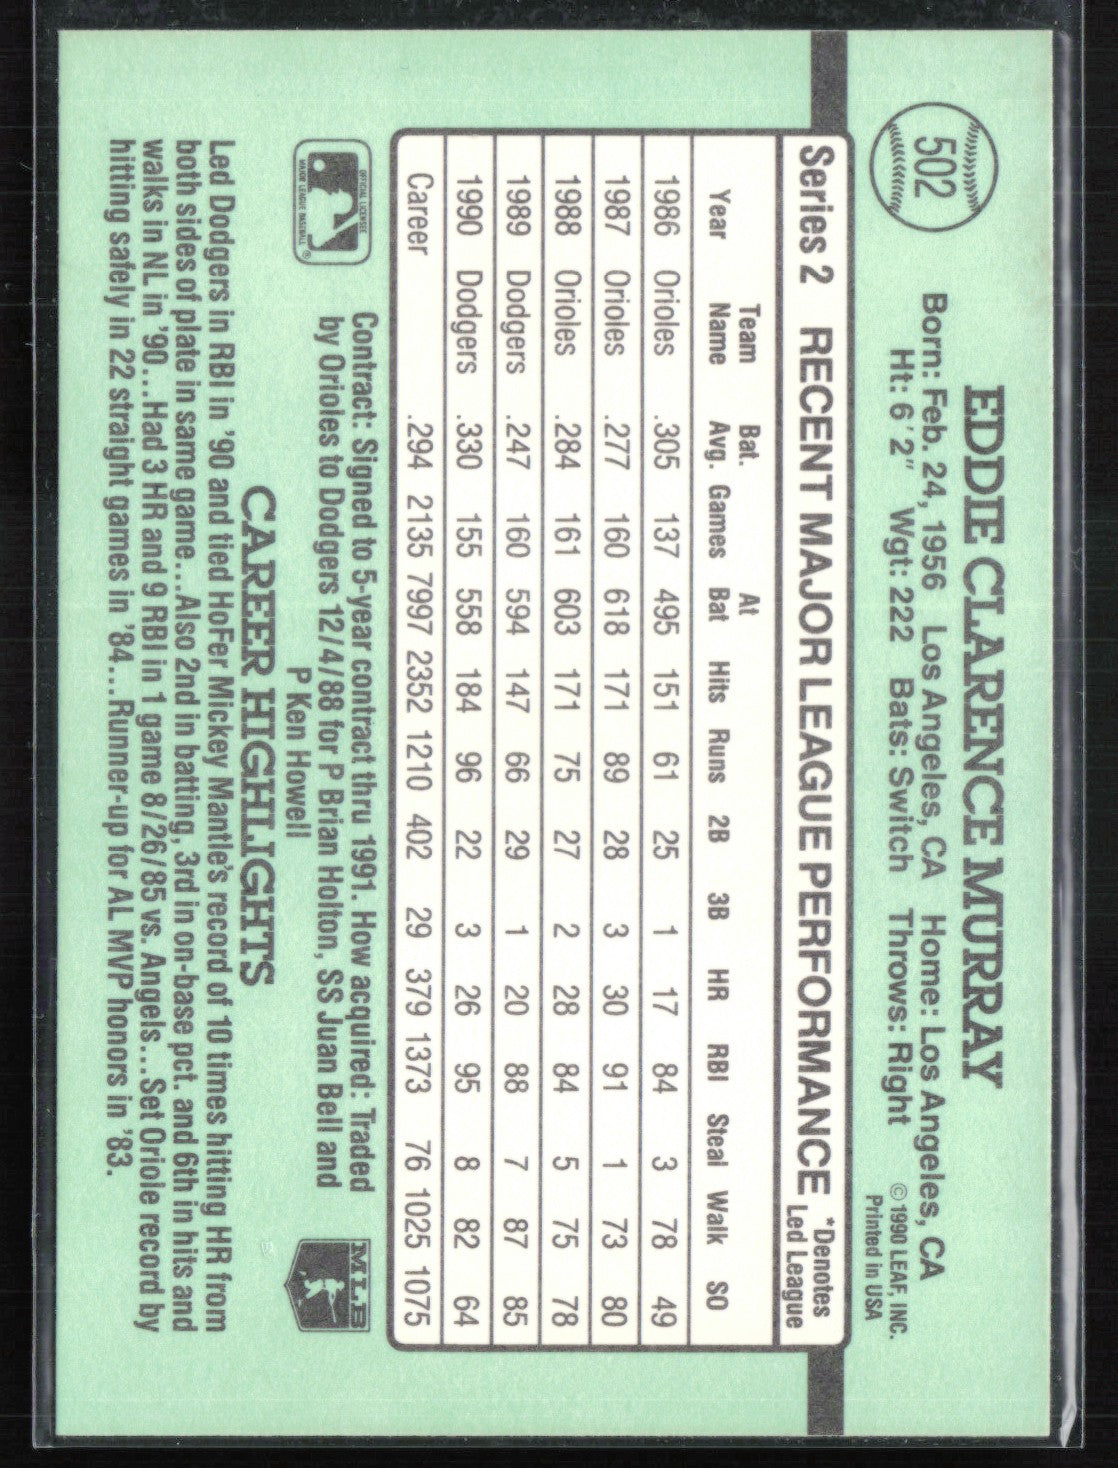 502
EDDIE CLARENCE MURRAY
Born: Feb. 24, 1956 Los Angeles, CA Home: Los Angeles, CA
Ht: 6'2" Wgt: 222 Bats: Switch Throws: Right
© 1990 LEAF, INC.
Printed in USA
Series 2 RECENT MAJOR LEAGUE PERFORMANCE *Denotes Led League
Year Team Name Bat. Avg. Games At Bat Hits Runs 2B 3B HR RBI Steal Walk SO
1986 Orioles .305 137 495 151 61 25 1 17 84 3 78 49
1987 Orioles .277 160 618 171 89 28 3 30 91 1 73 80
1988 Orioles .284 161 603 171 75 27 2 28 84 5 75 78
1989 Dodgers .247 160 594 147 66 29 1 20 88 7 87 85
1990 Dodgers .330 155 558 184 96 22 3 26 95 8 82 64
Career .294 2135 7997 2352 1210 402 29 379 1373 76 1025 1075
OFFICIAL LICENSEE
MAJOR LEAGUE BASEBALL ®
Contract: Signed to 5-year contract thru 1991. How acquired: Traded
by Orioles to Dodgers 12/4/88 for P Brian Holton, SS Juan Bell and
P Ken Howell
MLB
CAREER HIGHLIGHTS
Led Dodgers in RBI in '90 and tied HoFer Mickey Mantle's record of 10 times hitting HR from
both sides of plate in same game...Also 2nd in batting, 3rd in on-base pct. and 6th in hits and
walks in NL in '90...Had 3 HR and 9 RBI in 1 game 8/26/85 vs. Angels...Set Oriole record by
hitting safely in 22 straight games in '84...Runner-up for AL MVP honors in '83.